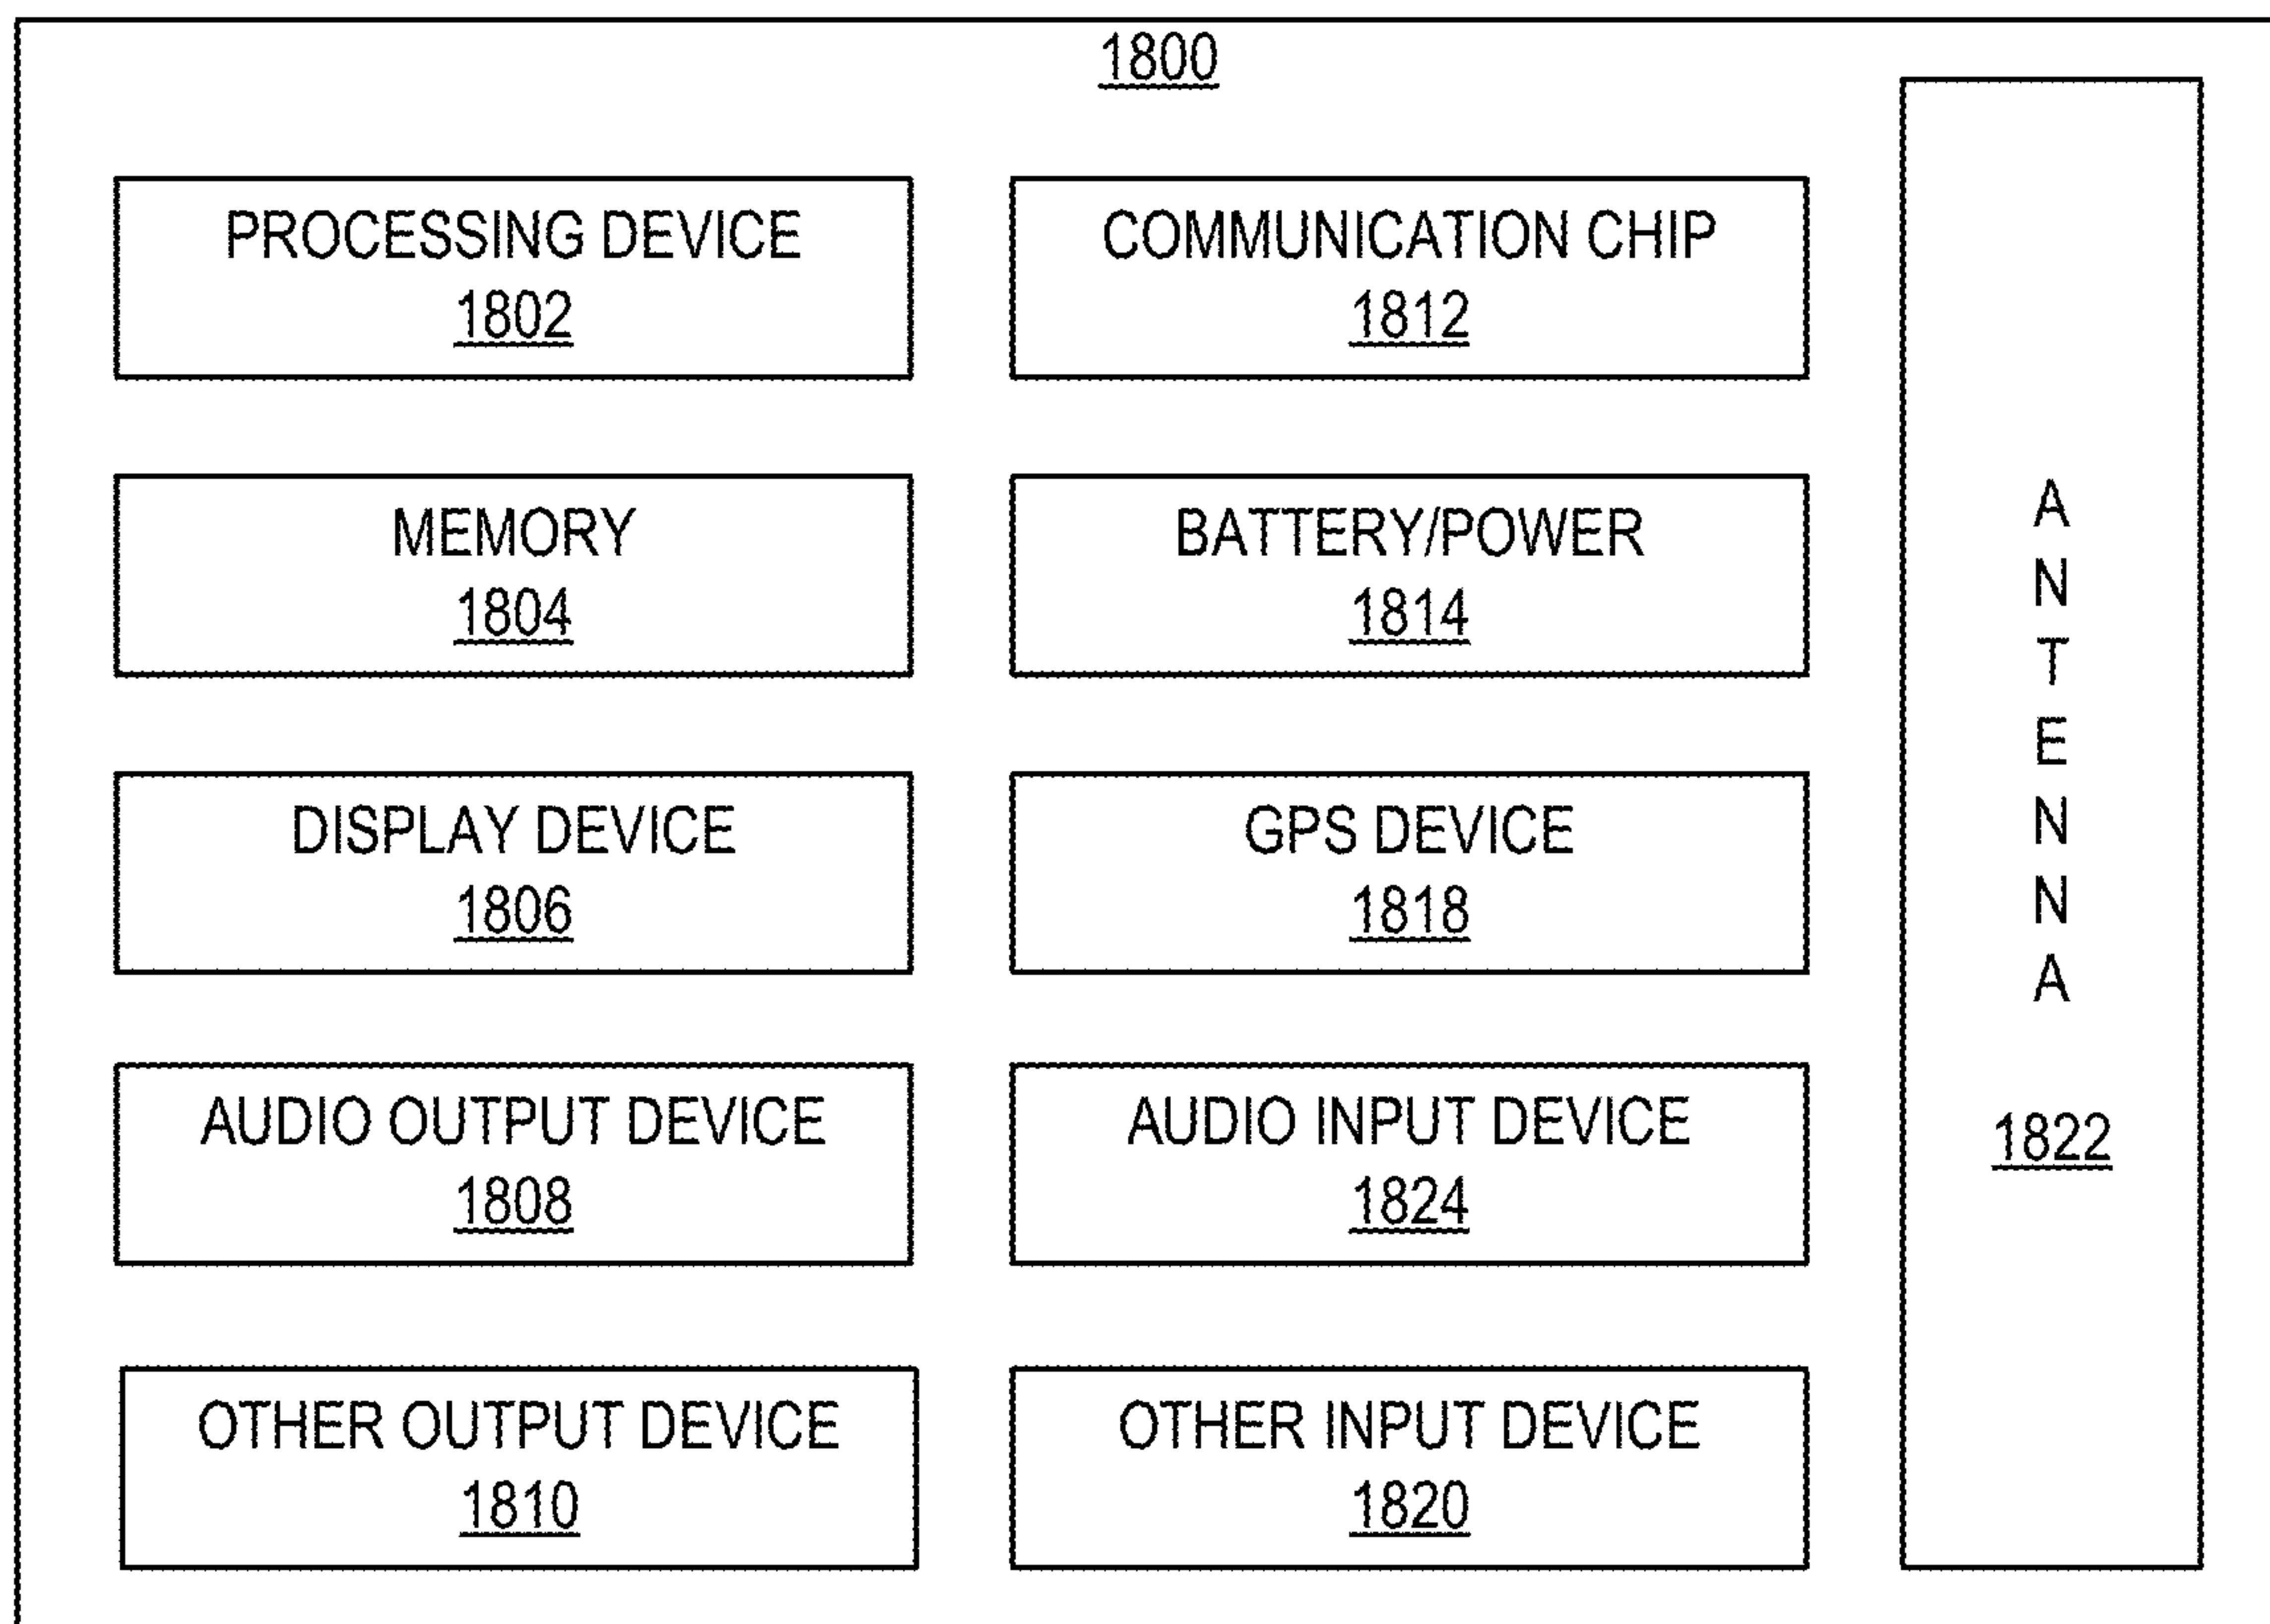 1800
PROCESSING DEVICE
1802
COMMUNICATION CHIP
1812
MEMORY
1804
BATTERY/POWER
1814
DISPLAY DEVICE
1806
GPS DEVICE
1818
AUDIO OUTPUT DEVICE
1808
AUDIO INPUT DEVICE
1824
OTHER OUTPUT DEVICE
1810
OTHER INPUT DEVICE
1820
ANTENNA
1822